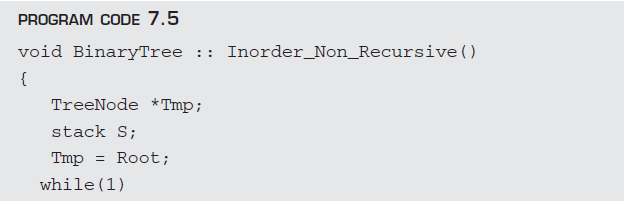 PROGRAM CODE 7.5
void BinaryTree :: Inorder_Non_Recursive()
{
TreeNode *Tmp;
stack S;
Tmp = Root;
while(1)